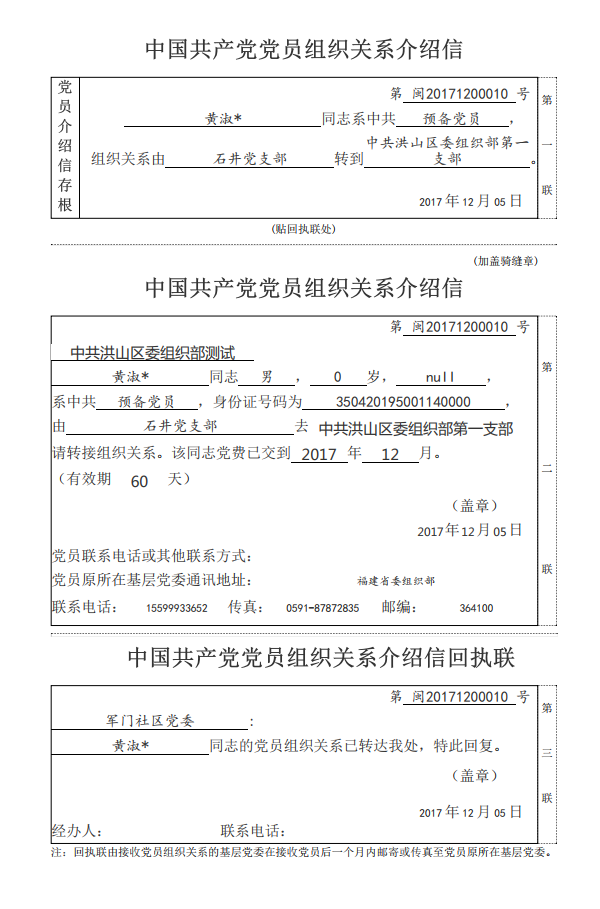 中国共产党党员组织关系介绍信
党员介绍信存根
第 闽20171200010 号
黄淑* 同志系中共 预备党员 ，
组织关系由 石井党支部 转到 中共洪山区委组织部第一支部 。
2017 年 12 月 05 日
第一联
(贴回执联处)
(加盖骑缝章)
中国共产党党员组织关系介绍信
第 闽20171200010 号
中共洪山区委组织部测试
黄淑* 同志 男 ， 0 岁， null ，
系中共 预备党员 ，身份证号码为 350420195001140000 ，
由 石井党支部 去 中共洪山区委组织部第一支部
请转接组织关系。该同志党费已交到 2017 年 12 月。
（有效期 60 天）
（盖章）
2017 年 12 月 05 日
党员联系电话或其他联系方式：
党员原所在基层党委通讯地址： 福建省委组织部
联系电话： 15599933652 传真： 0591-87872835 邮编： 364100
第二联
中国共产党党员组织关系介绍信回执联
第 闽20171200010 号
军门社区党委 ：
黄淑* 同志的党员组织关系已转达我处，特此回复。
（盖章）
2017 年 12 月 05 日
经办人： 联系电话：
第三联
注：回执联由接收党员组织关系的基层党委在接收党员后一个月内邮寄或传真至党员原所在基层党委。